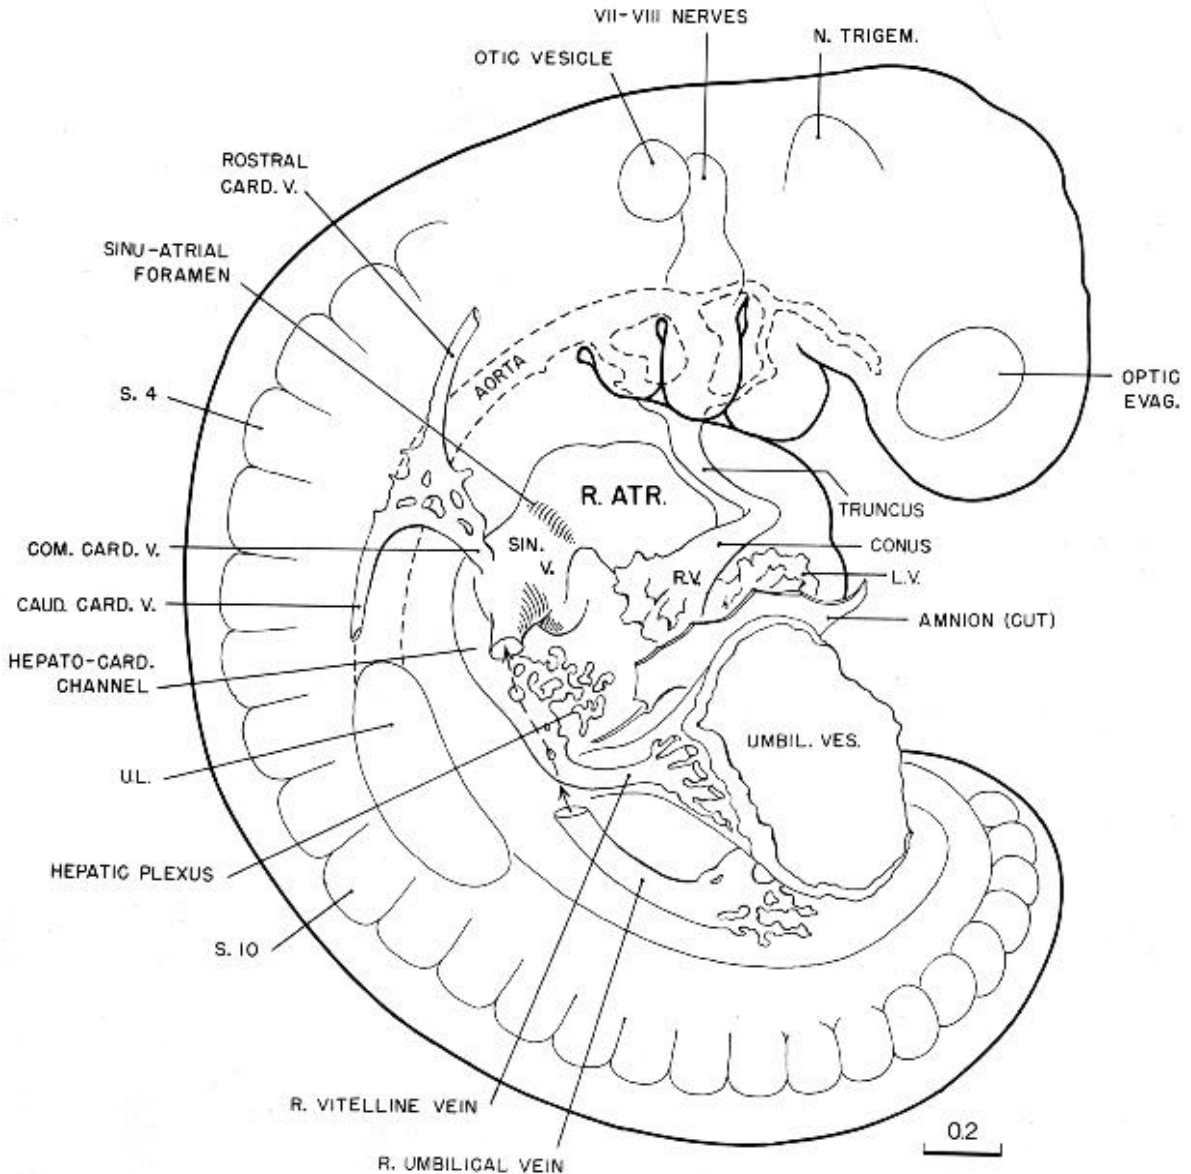 VII-VIII NERVES
N. TRIGEM.
OTIC VESICLE
ROSTRAL
CARD. V.
SINU-ATRIAL
FORAMEN
S. 4
AORTA
OPTIC
EVAG.
R. ATR.
TRUNCUS
COM. CARD. V.
SIN.
V.
CONUS
R.V.
L.V.
CAUD. CARD. V.
AMNION (CUT)
HEPATO-CARD.
CHANNEL
UMBIL. VES.
U.L.
HEPATIC PLEXUS
S. 10
R. VITELLINE VEIN
0.2
R. UMBILICAL VEIN